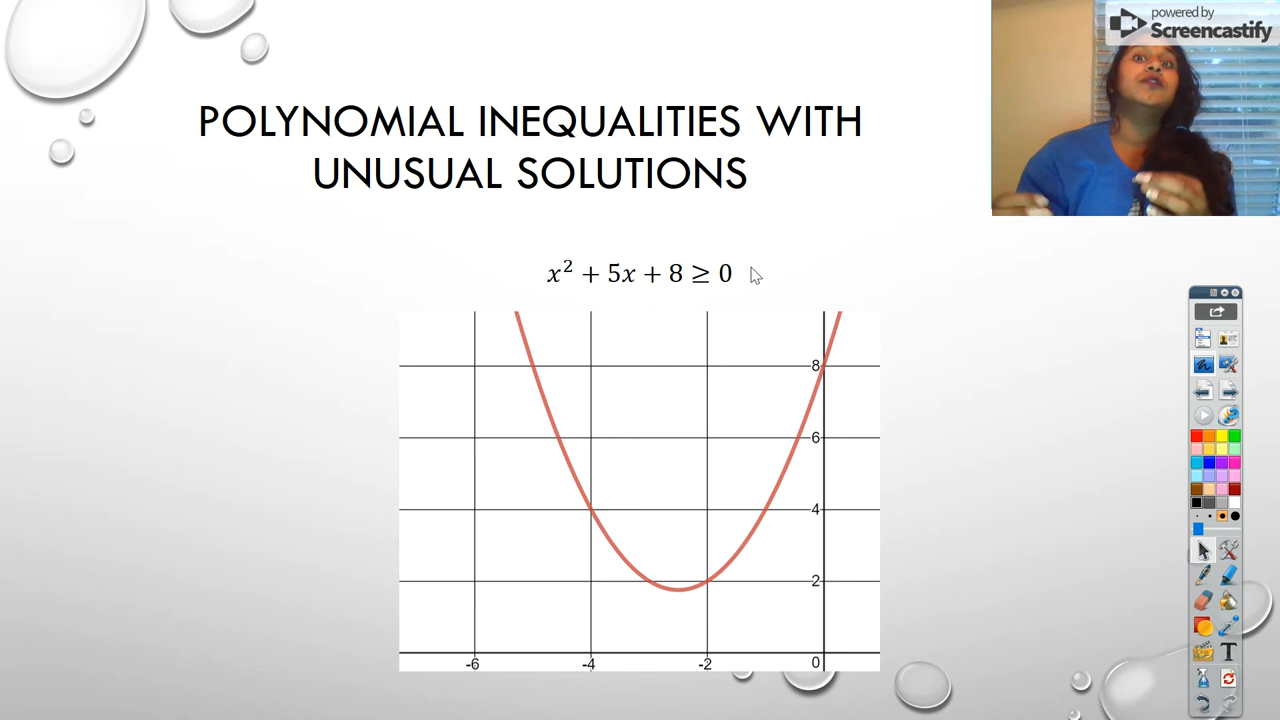 powered by
Screencastify
POLYNOMIAL INEQUALITIES WITH
UNUSUAL SOLUTIONS
x² + 5x + 8 ≥ 0
8
6
4
2
-6 -4 -2 0
T